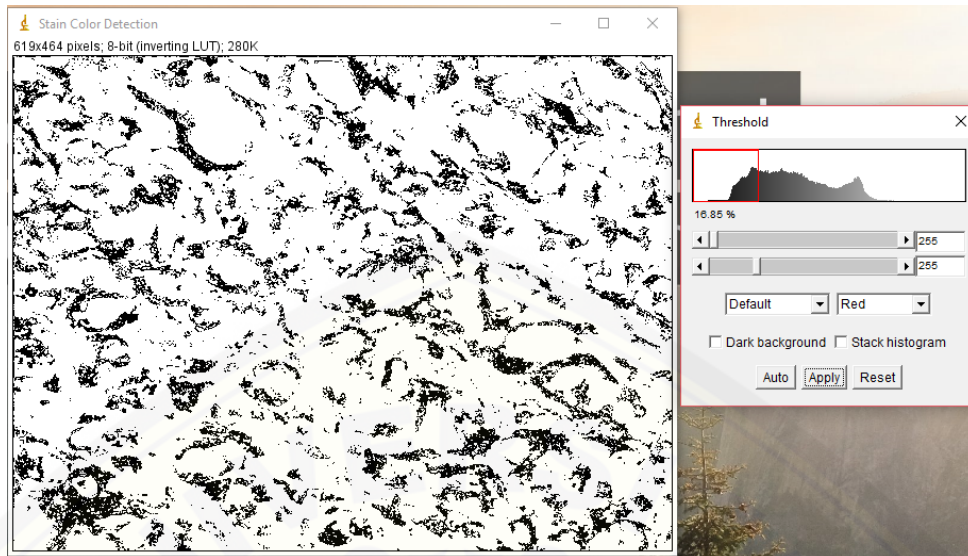 Stain Color Detection
619x464 pixels; 8-bit (inverting LUT); 280K
Threshold
16.85 %
255
255
Default Red
Dark background Stack histogram
Auto Apply Reset